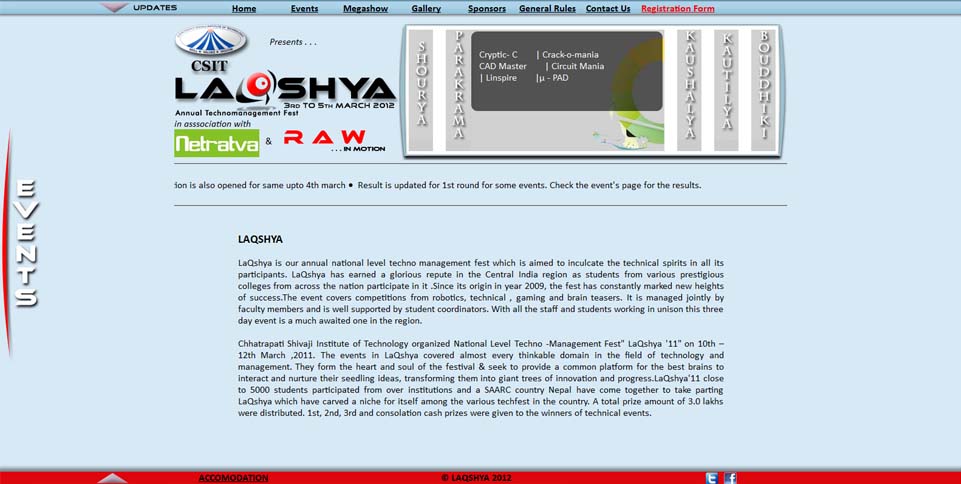 UPDATES Home Events Megashow Gallery Sponsors General Rules Contact Us Registration Form
CSIT
Presents . . .
LAQSHYA
3RD TO 5TH MARCH 2012
Annual Technomanagement Fest
in asssociation with
Netratva & RAW
. . . IN MOTION
SHOURYA
PARAKRAMA
Cryptic- C | Crack-o-mania
CAD Master | Circuit Mania
| Linspire |µ - PAD
KAUSHALYA
KAUTILYA
BOUDDHIKI
ion is also opened for same upto 4th march • Result is updated for 1st round for some events. Check the event's page for the results.
EVENTS
LAQSHYA
LaQshya is our annual national level techno management fest which is aimed to inculcate the technical spirits in all its
participants. LaQshya has earned a glorious repute in the Central India region as students from various prestigious
colleges from across the nation participate in it .Since its origin in year 2009, the fest has constantly marked new heights
of success.The event covers competitions from robotics, technical , gaming and brain teasers. It is managed jointly by
faculty members and is well supported by student coordinators. With all the staff and students working in unison this three
day event is a much awaited one in the region.
Chhatrapati Shivaji Institute of Technology organized National Level Techno -Management Fest" LaQshya '11" on 10th –
12th March ,2011. The events in LaQshya covered almost every thinkable domain in the field of technology and
management. They form the heart and soul of the festival & seek to provide a common platform for the best brains to
interact and nurture their seedling ideas, transforming them into giant trees of innovation and progress.LaQshya'11 close
to 5000 students participated from over institutions and a SAARC country Nepal have come together to take parting
LaQshya which have carved a niche for itself among the various techfest in the country. A total prize amount of 3.0 lakhs
were distributed. 1st, 2nd, 3rd and consolation cash prizes were given to the winners of technical events.
ACCOMODATION © LAQSHYA 2012